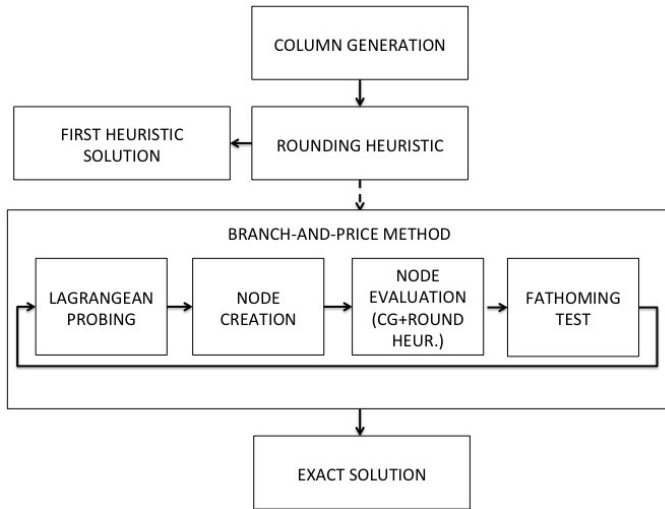 COLUMN GENERATION
FIRST HEURISTIC
SOLUTION
ROUNDING HEURISTIC
BRANCH-AND-PRICE METHOD
LAGRANGEAN
PROBING
NODE
CREATION
NODE
EVALUATION
(CG+ROUND
HEUR.)
FATHOMING
TEST
EXACT SOLUTION